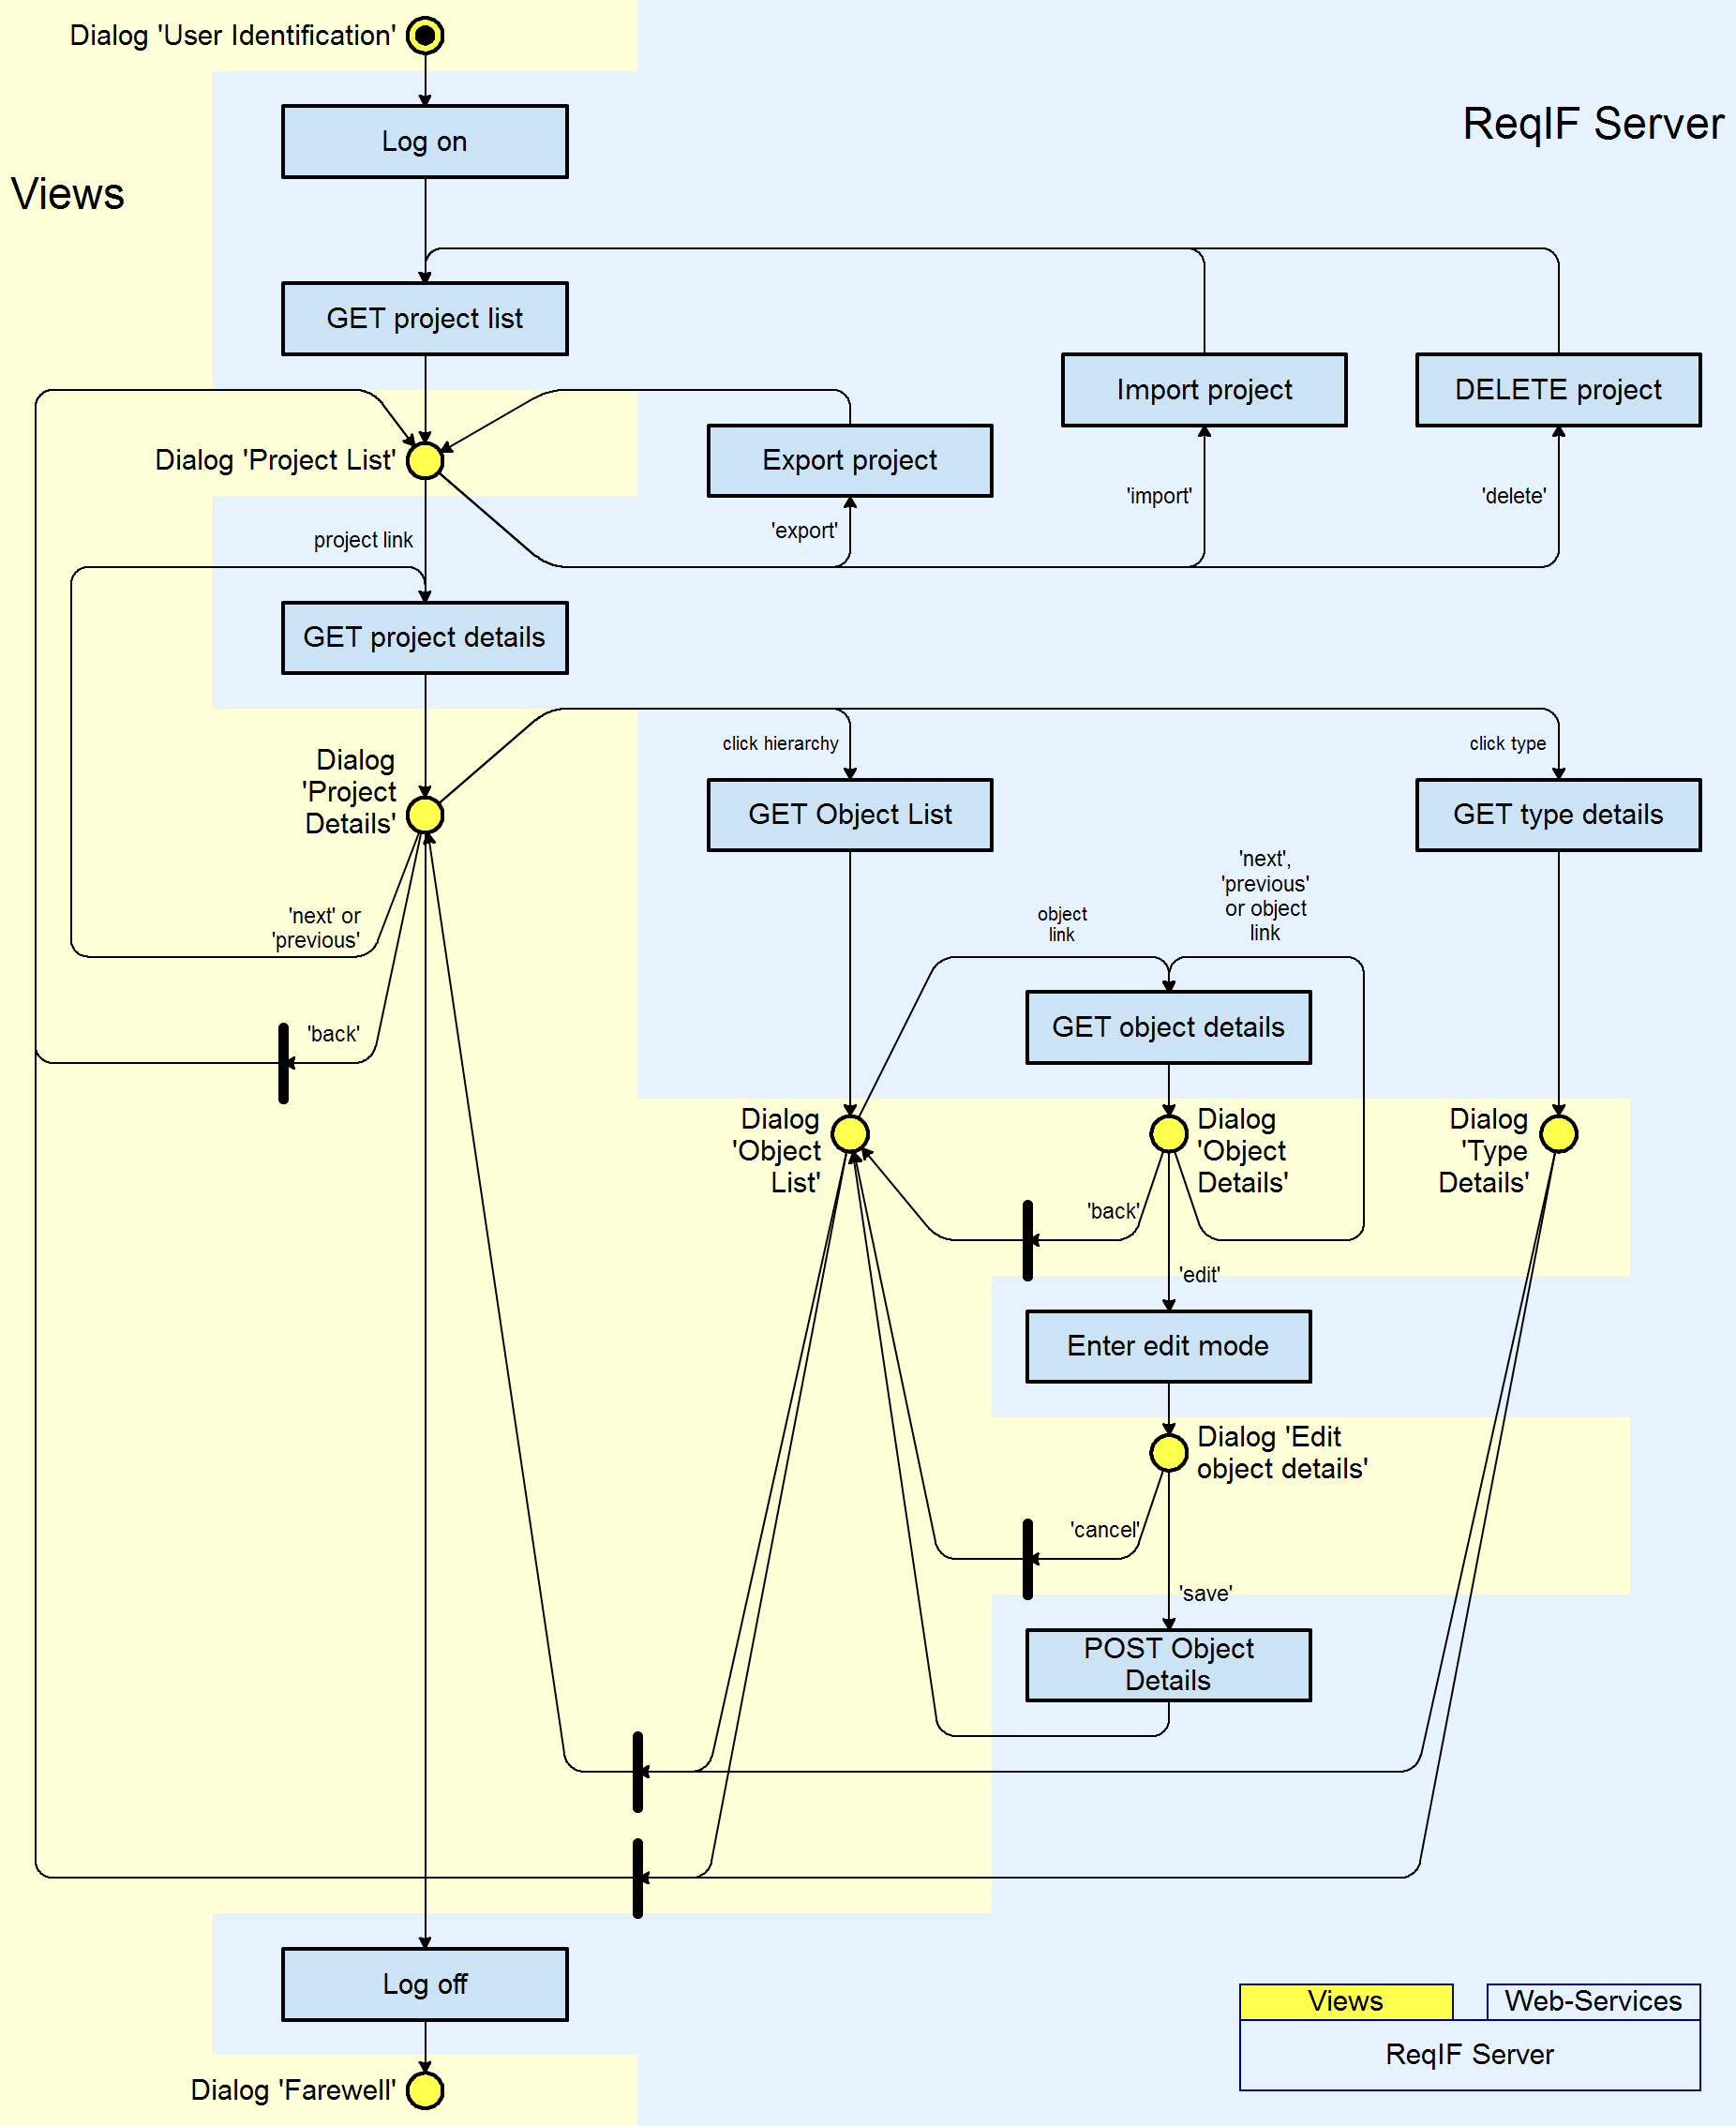 Dialog 'User Identification'
ReqIF Server
Log on
Views
GET project list
Import project
DELETE project
Dialog 'Project List'
Export project
'import'
'delete'
'export'
project link
GET project details
click hierarchy
click type
Dialog
'Project
Details'
GET Object List
GET type details
'next',
'previous'
or object
link
object
link
'next' or
'previous'
GET object details
'back'
Dialog
'Object
List'
Dialog
'Object
Details'
Dialog
'Type
Details'
'back'
'edit'
Enter edit mode
Dialog 'Edit
object details'
'cancel'
'save'
POST Object
Details
Log off
Views
Web-Services
ReqIF Server
Dialog 'Farewell'